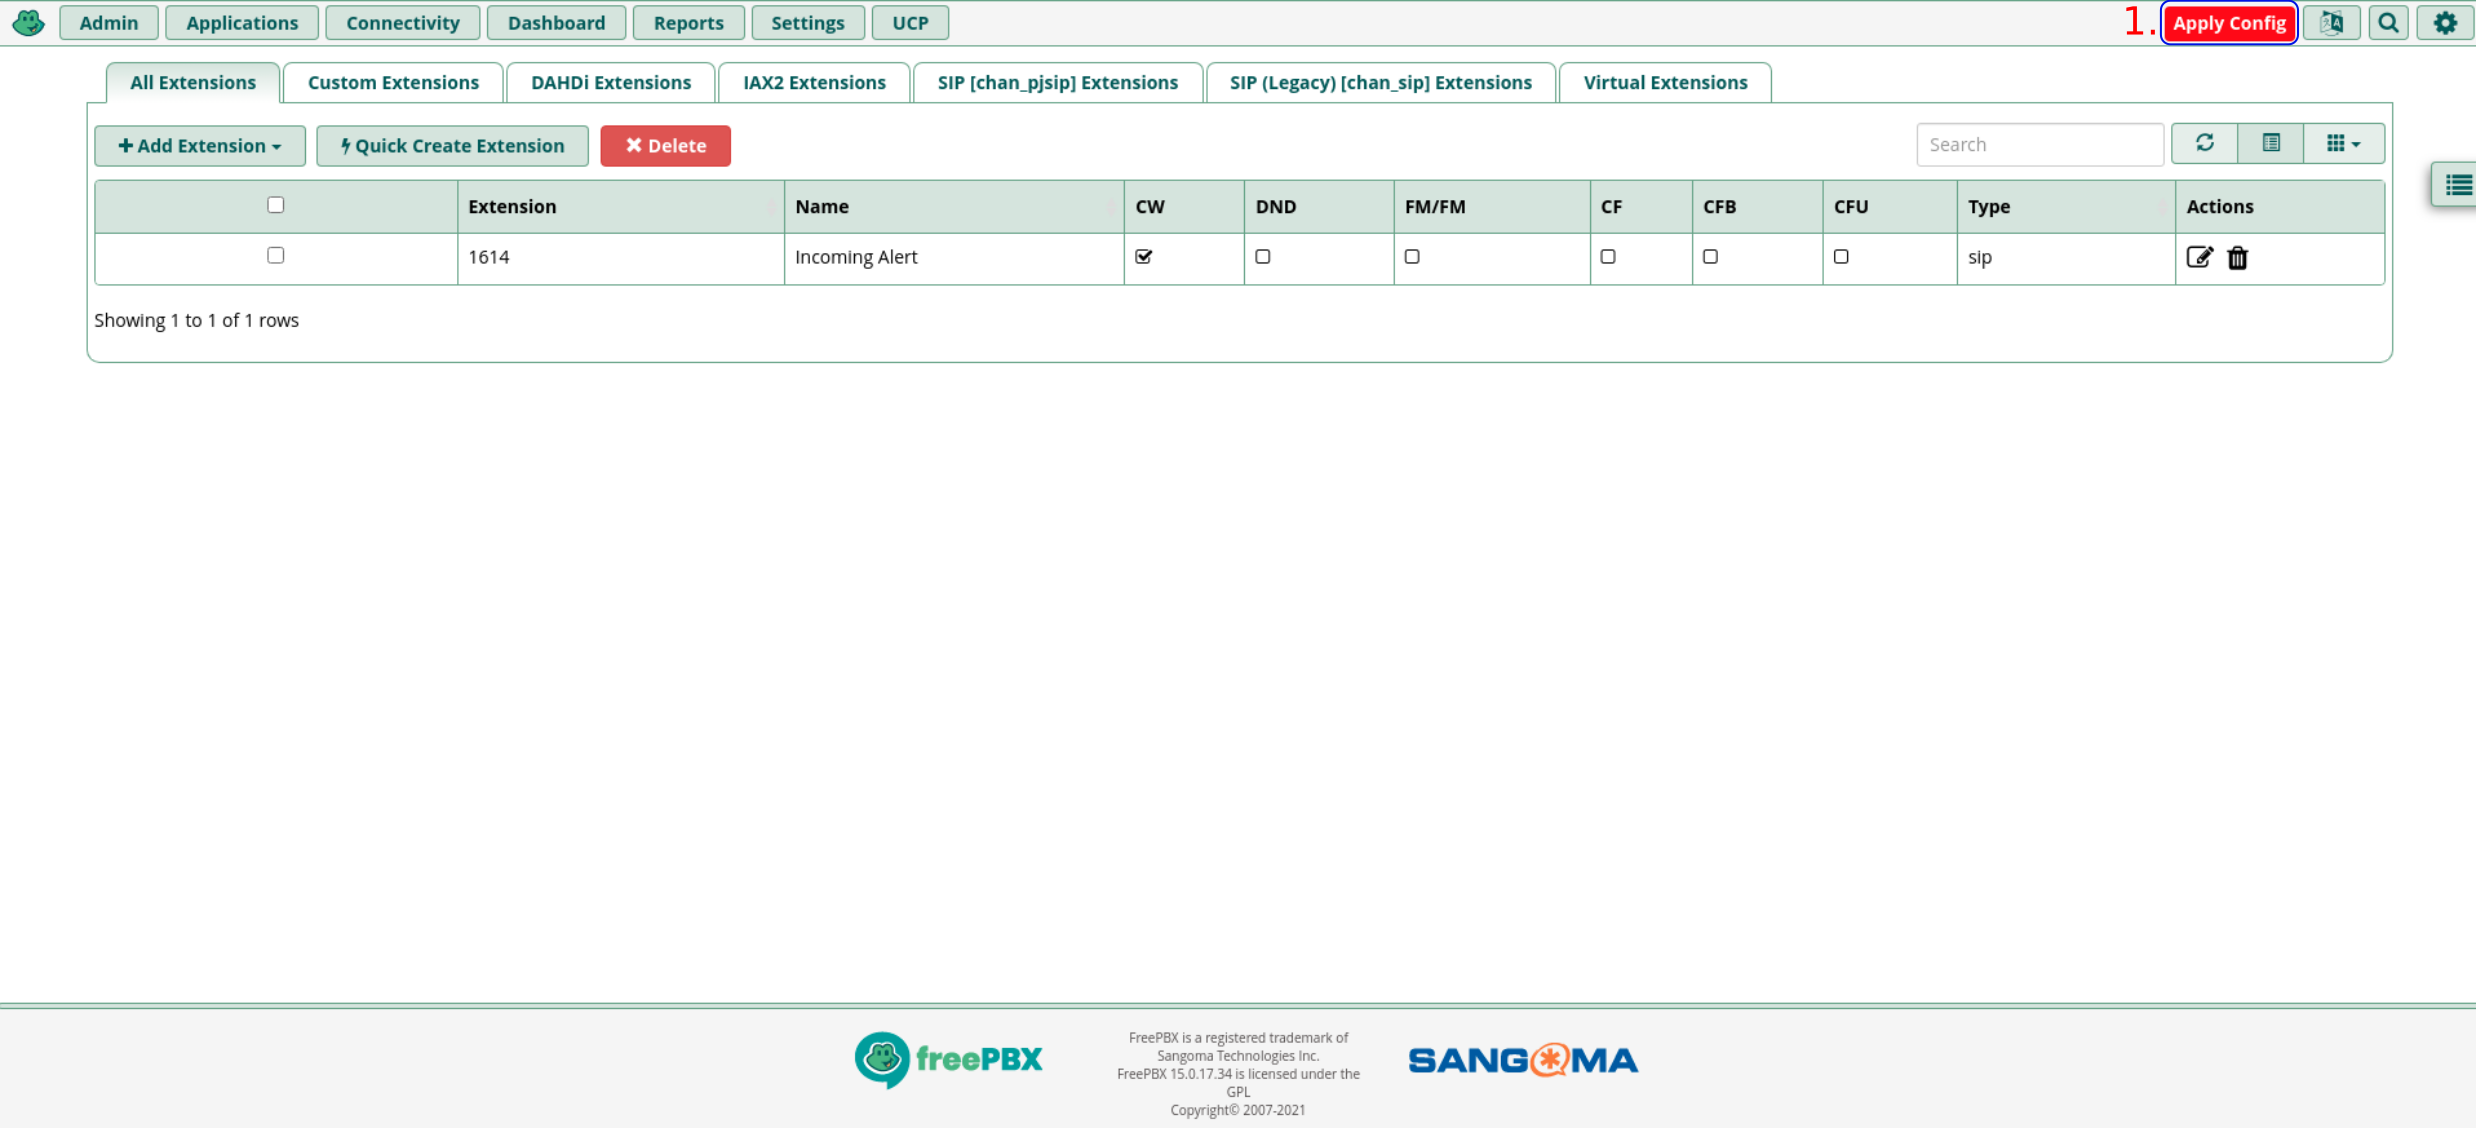 Admin Applications Connectivity Dashboard Reports Settings UCP 1. Apply Config
All Extensions Custom Extensions DAHDi Extensions IAX2 Extensions SIP [chan_pjsip] Extensions SIP (Legacy) [chan_sip] Extensions Virtual Extensions
Add Extension Quick Create Extension Delete Search
Extension Name CW DND FM/FM CF CFB CFU Type Actions
1614 Incoming Alert sip
Showing 1 to 1 of 1 rows
freePBX
FreePBX is a registered trademark of
Sangoma Technologies Inc.
FreePBX 15.0.17.34 is licensed under the
GPL
Copyright© 2007-2021
SANGOMA